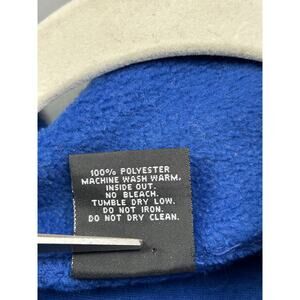 100% POLYESTER
MACHINE WASH WARM,
INSIDE OUT.
NO BLEACH.
TUMBLE DRY LOW.
DO NOT IRON.
DO NOT DRY CLEAN.